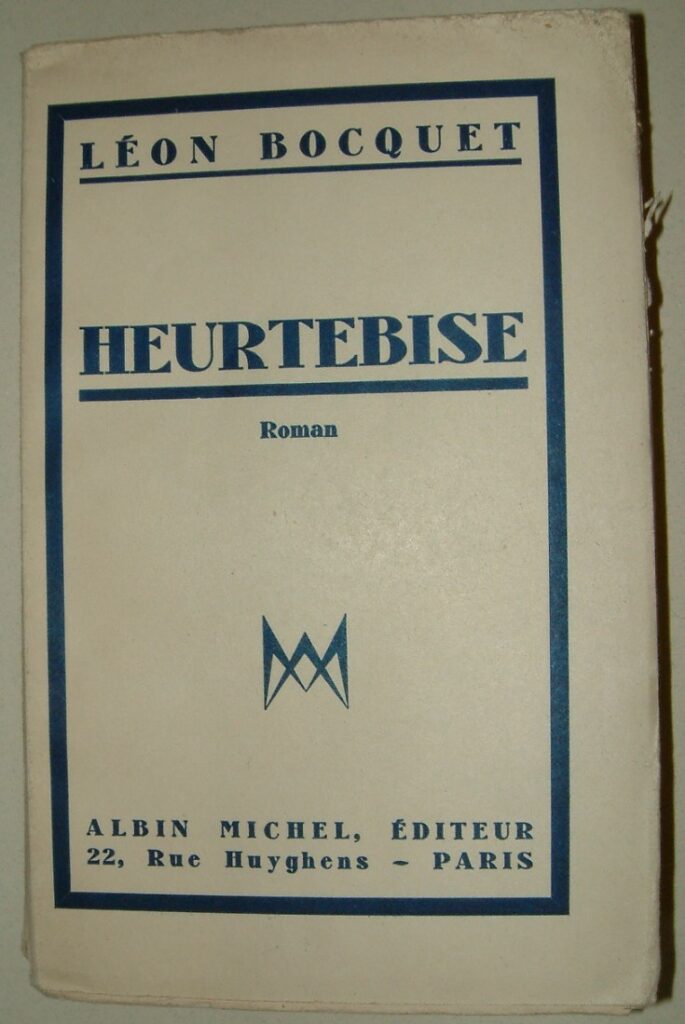 LÉON BOCQUET
HEURTEBISE
Roman
ALBIN MICHEL, ÉDITEUR
22, Rue Huyghens – PARIS